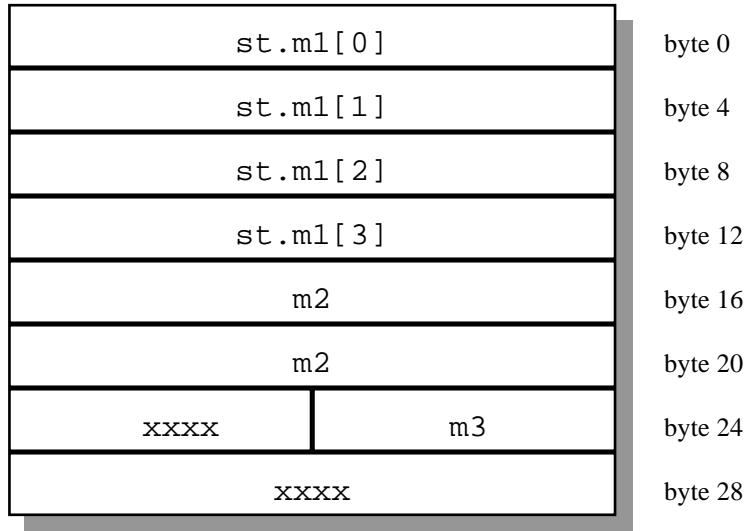 st.m1[0] byte 0
st.m1[1] byte 4
st.m1[2] byte 8
st.m1[3] byte 12
m2 byte 16
m2 byte 20
xxxx m3 byte 24
xxxx byte 28